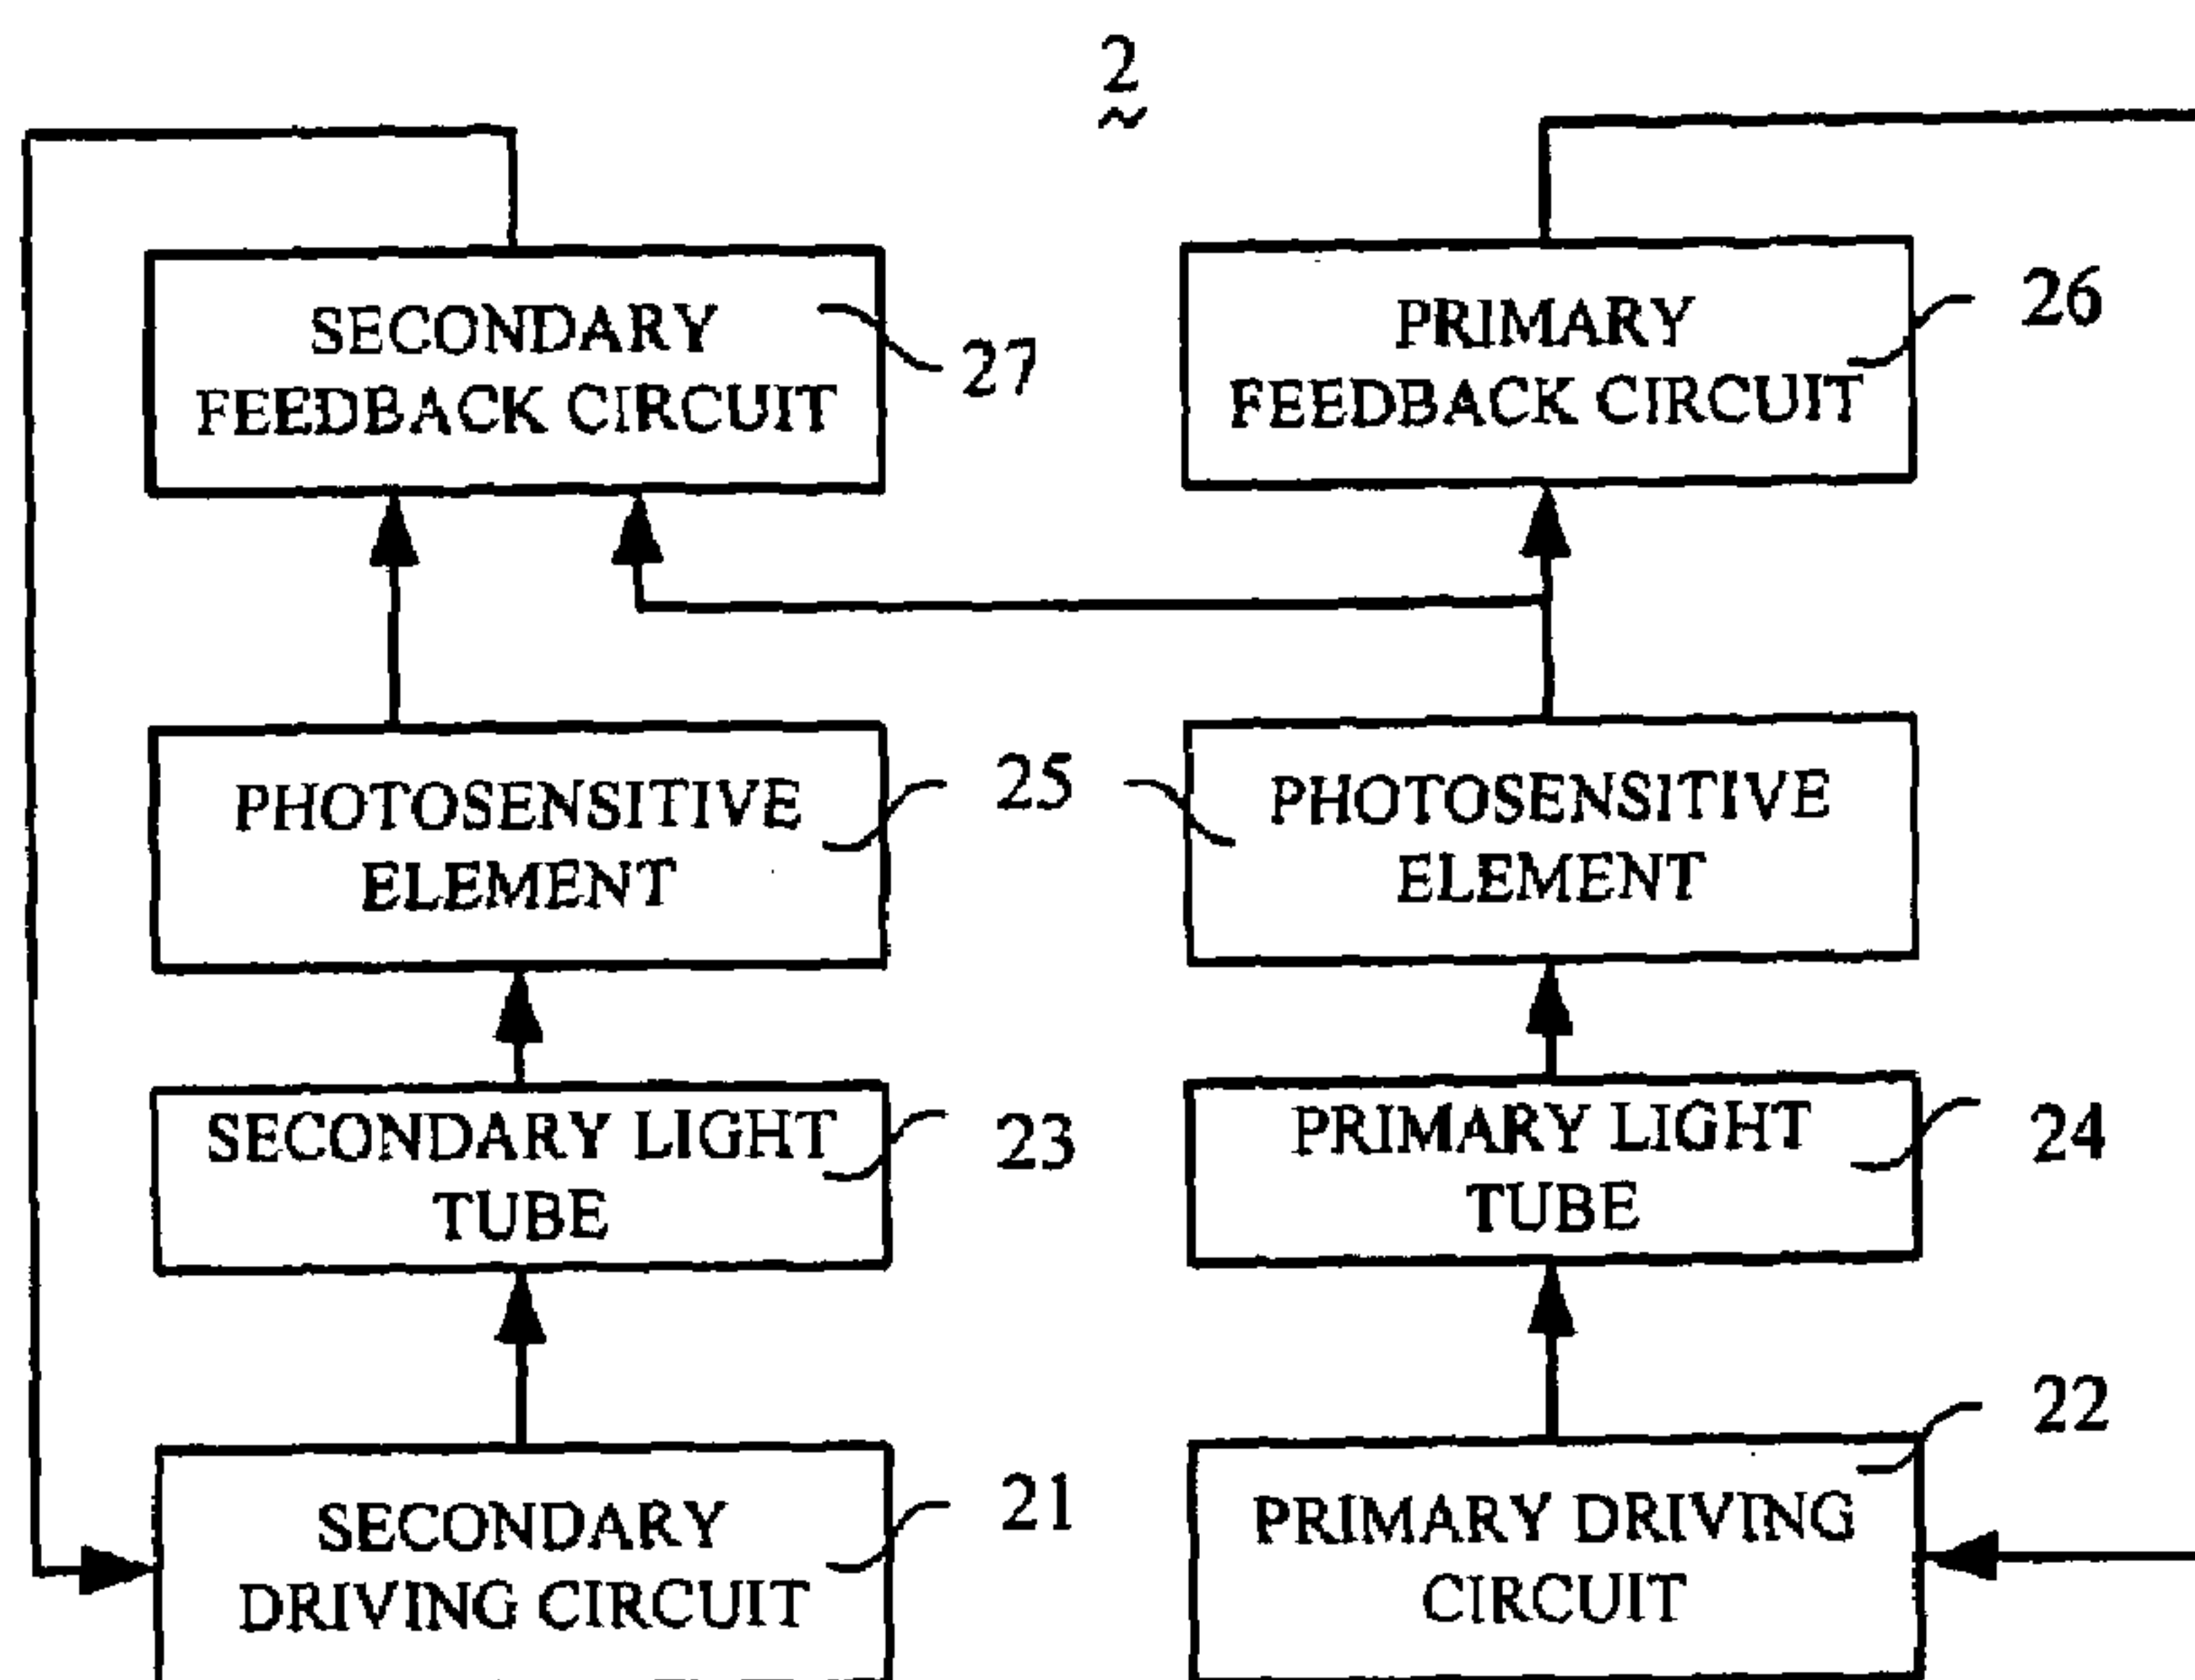 2
SECONDARY
FEEDBACK CIRCUIT
27
PRIMARY
FEEDBACK CIRCUIT
26
PHOTOSENSITIVE
ELEMENT
25
PHOTOSENSITIVE
ELEMENT
SECONDARY LIGHT
TUBE
23
PRIMARY LIGHT
TUBE
24
SECONDARY
DRIVING CIRCUIT
21
PRIMARY DRIVING
CIRCUIT
22